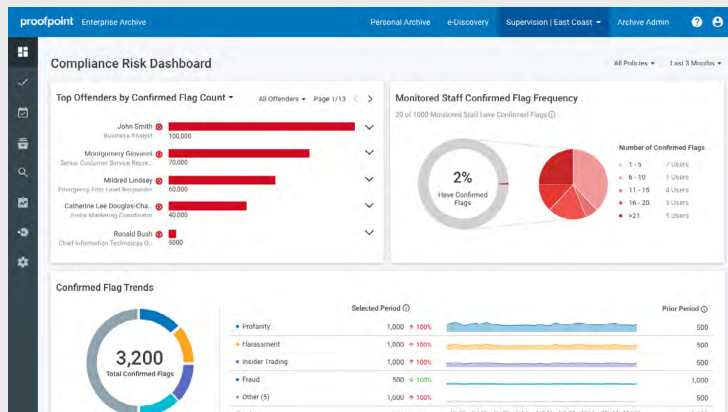 proofpoint Enterprise Archive
Personal Archive e-Discovery Supervision | East Coast Archive Admin
Compliance Risk Dashboard
All Policies Last 3 Months
Top Offenders by Confirmed Flag Count
All Offenders Page 1/13
John Smith
Business Analyst
100,000
Montgomery Giovanni
Senior Customer Service Repre...
70,000
Mildred Lindsey
Emergency First Level Responder
60,000
Catherine Lee Douglas-Cha...
Junior Marketing Coordinator
40,000
Ronald Bush
Chief Information Technology O...
5000
Monitored Staff Confirmed Flag Frequency
20 of 1000 Monitored Staff have Confirmed Flags
2%
Have Confirmed
Flags
Number of Confirmed Flags
1 - 5 7 Users
6 - 10 1 Users
11 - 15 4 Users
16 - 20 3 Users
>21 5 Users
Confirmed Flag Trends
3,200
Total Confirmed Flags
Selected Period Prior Period
Profanity 1,000 ↑ 100% 500
Harassment 1,000 ↑ 100% 500
Insider Trading 1,000 ↑ 100% 500
Fraud 500 ↓ 100% 1,000
Other (5) 1,000 ↑ 100% 500